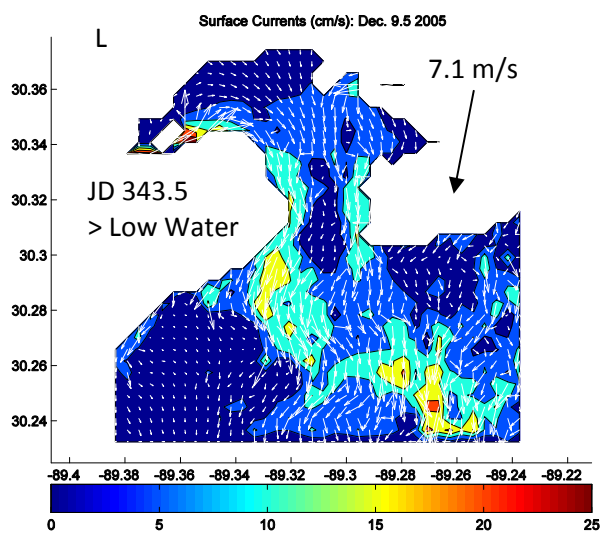 Surface Currents (cm/s): Dec. 9.5 2005
L
7.1 m/s
JD 343.5
> Low Water
30.36
30.34
30.32
30.3
30.28
30.26
30.24
-89.4 -89.38 -89.36 -89.34 -89.32 -89.3 -89.28 -89.26 -89.24 -89.22
0 5 10 15 20 25